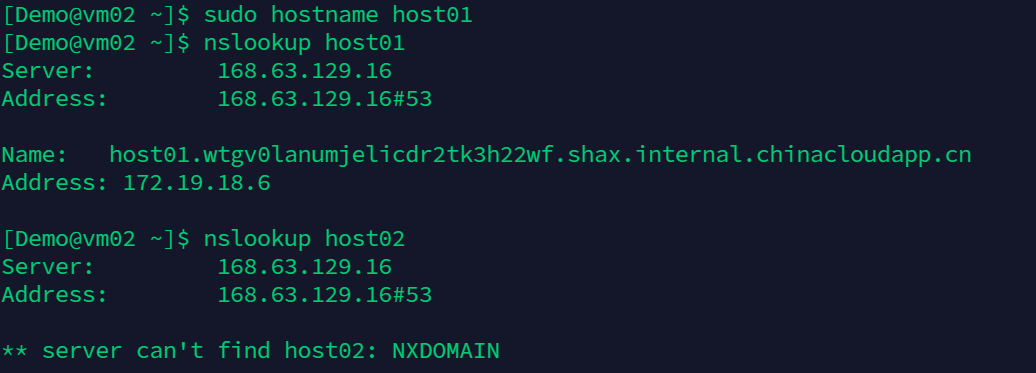 [Demo@vm02 ~]$ sudo hostname host01
[Demo@vm02 ~]$ nslookup host01
Server:         168.63.129.16
Address:        168.63.129.16#53

Name:   host01.wtgv0lanumjelicdr2tk3h22wf.shax.internal.chinacloudapp.cn
Address: 172.19.18.6

[Demo@vm02 ~]$ nslookup host02
Server:         168.63.129.16
Address:        168.63.129.16#53

** server can't find host02: NXDOMAIN